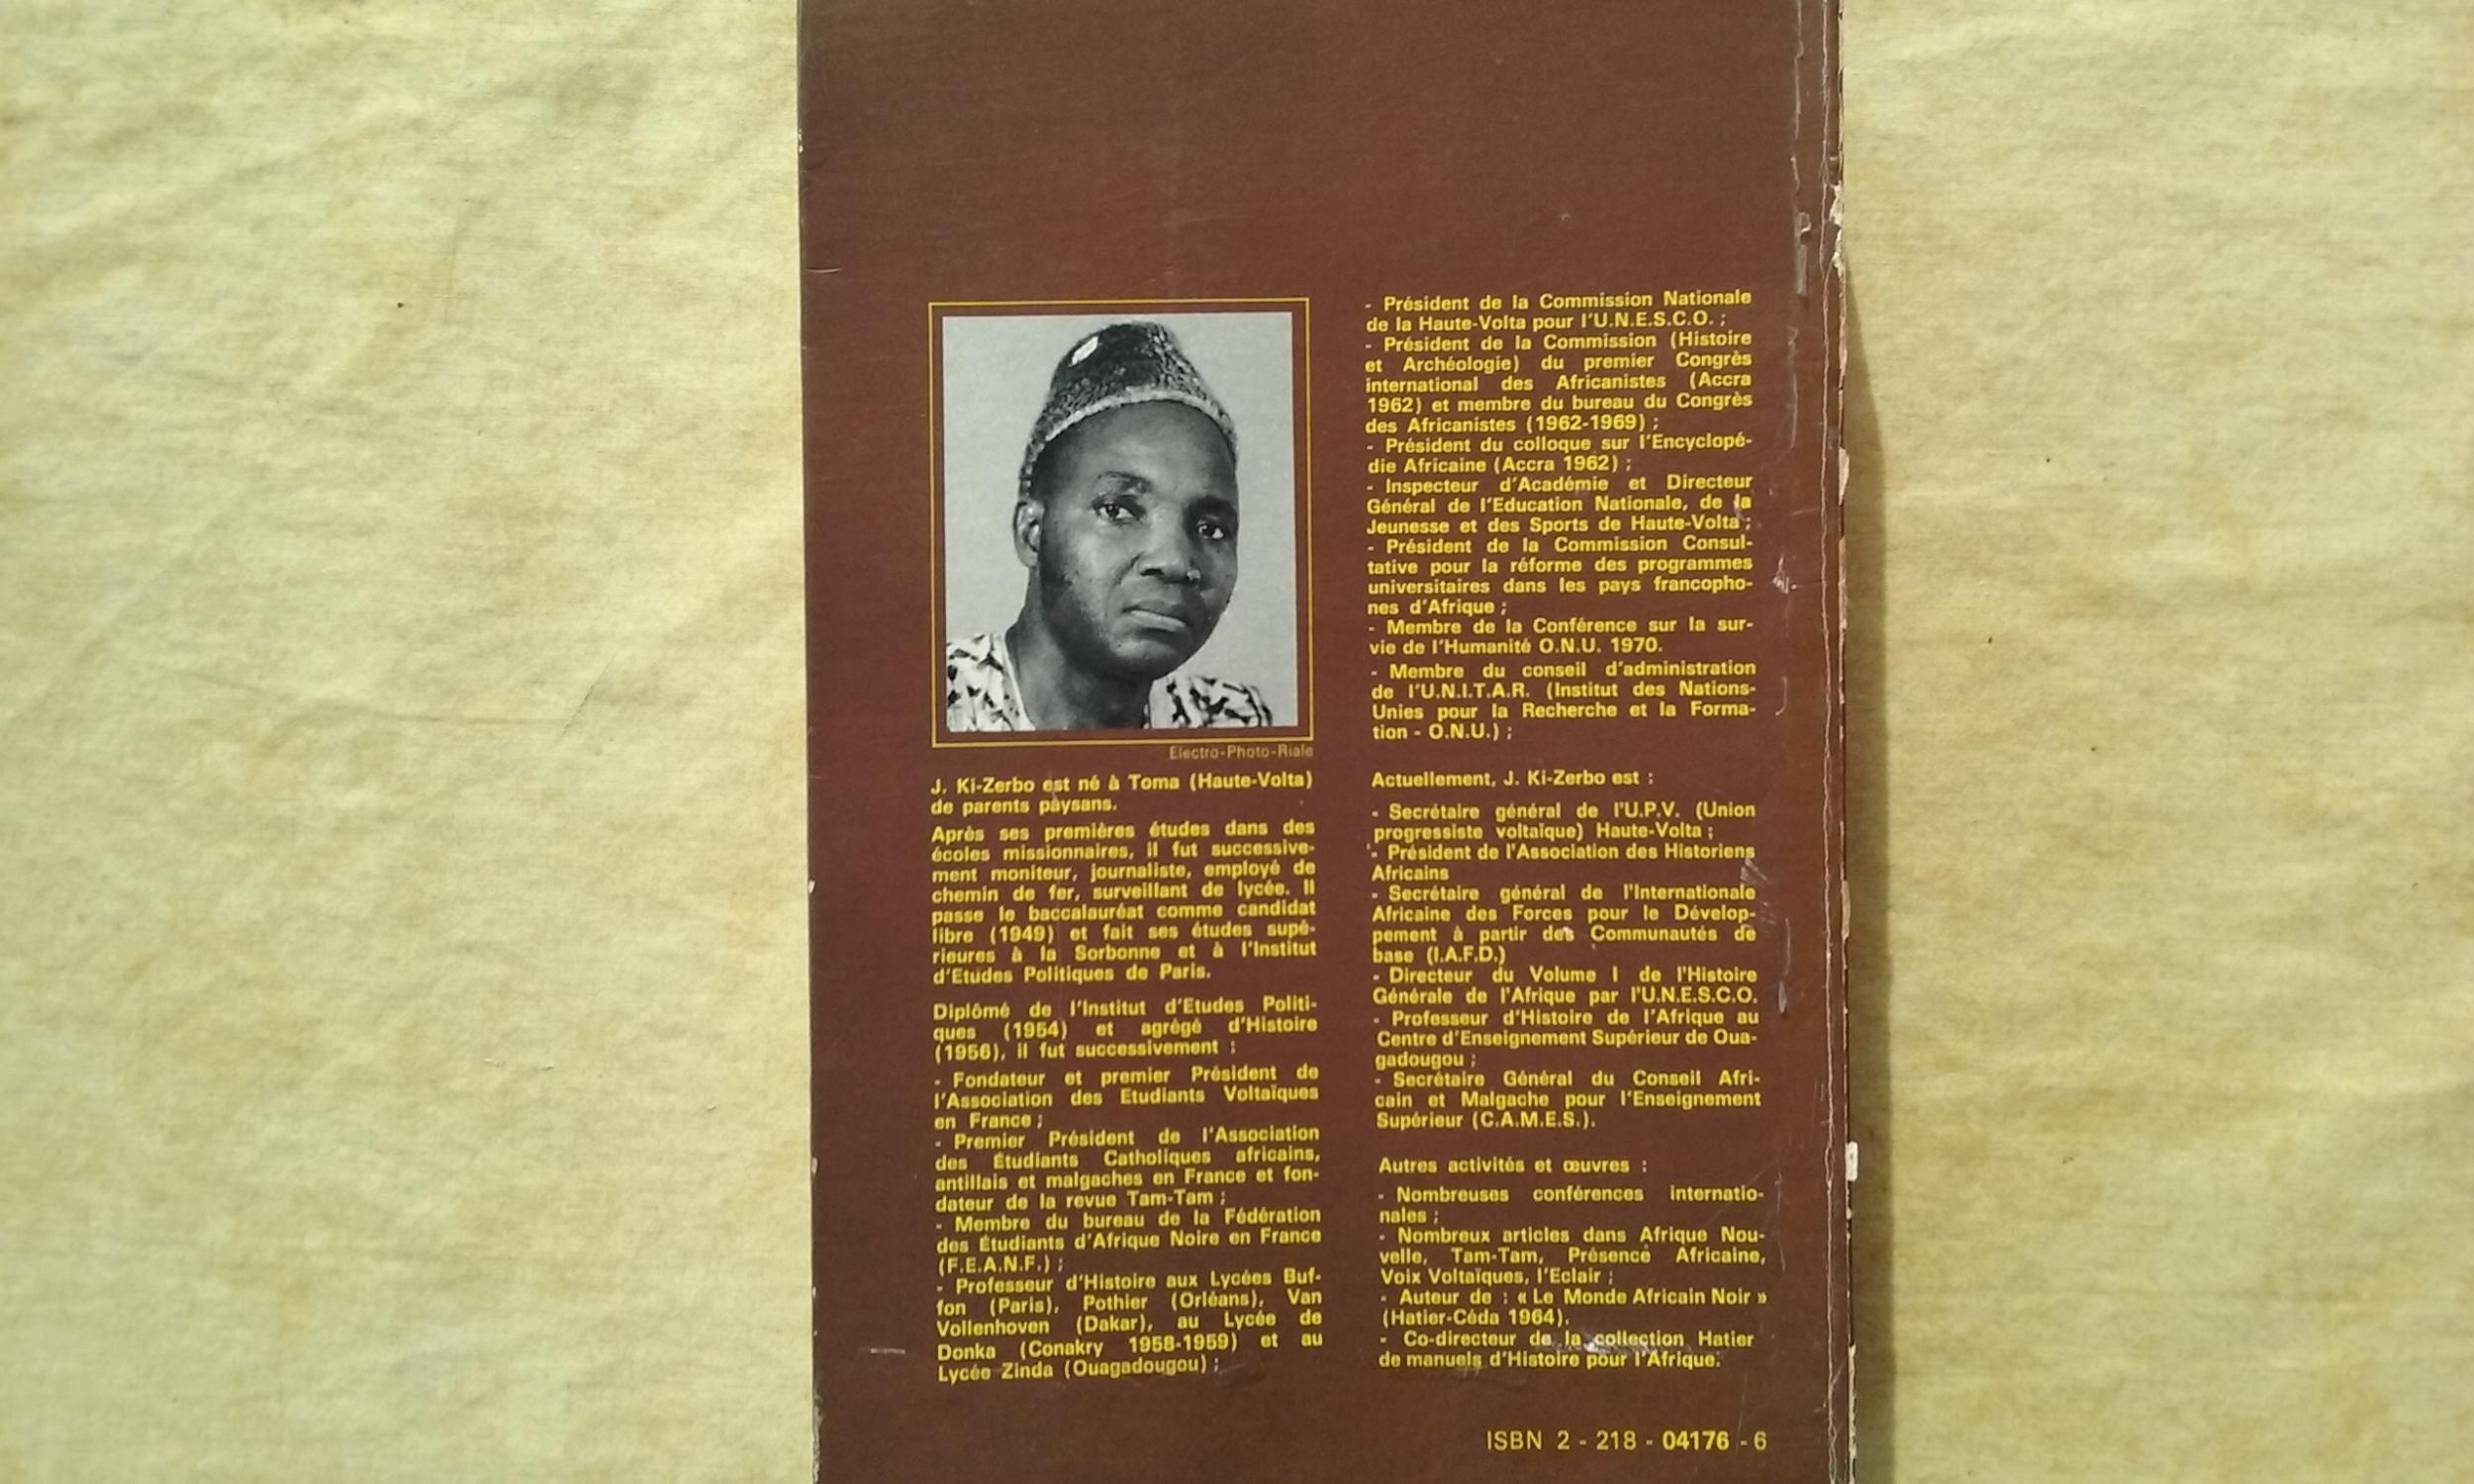 Electro-Photo-Riale
J. Ki-Zerbo est né à Toma (Haute-Volta)
de parents paysans.
Après ses premières études dans des
écoles missionnaires, il fut successive-
ment moniteur, journaliste, employé de
chemin de fer, surveillant de lycée. Il
passe le baccalauréat comme candidat
libre (1949) et fait ses études supé-
rieures à la Sorbonne et à l'Institut
d'Etudes Politiques de Paris.
Diplômé de l'Institut d'Etudes Politi-
ques (1954) et agrégé d'Histoire
(1956), il fut successivement :
- Fondateur et premier Président de
l'Association des Etudiants Voltaïques
en France ;
- Premier Président de l'Association
des Étudiants Catholiques africains,
antillais et malgaches en France et fon-
dateur de la revue Tam-Tam ;
- Membre du bureau de la Fédération
des Étudiants d'Afrique Noire en France
(F.E.A.N.F.) ;
- Professeur d'Histoire aux Lycées Buf-
fon (Paris), Pothier (Orléans), Van
Vollenhoven (Dakar), au Lycée de
Donka (Conakry 1958-1959) et au
Lycée Zinda (Ouagadougou) ;
- Président de la Commission Nationale
de la Haute-Volta pour l'U.N.E.S.C.O. ;
- Président de la Commission (Histoire
et Archéologie) du premier Congrès
international des Africanistes (Accra
1962) et membre du bureau du Congrès
des Africanistes (1962-1969) ;
- Président du colloque sur l'Encyclopé-
die Africaine (Accra 1962) ;
- Inspecteur d'Académie et Directeur
Général de l'Education Nationale, de la
Jeunesse et des Sports de Haute-Volta ;
- Président de la Commission Consul-
tative pour la réforme des programmes
universitaires dans les pays francopho-
nes d'Afrique ;
- Membre de la Conférence sur la sur-
vie de l'Humanité O.N.U. 1970.
- Membre du conseil d'administration
de l'U.N.I.T.A.R. (Institut des Nations-
Unies pour la Recherche et la Forma-
tion - O.N.U.) ;
Actuellement, J. Ki-Zerbo est :
- Secrétaire général de l'U.P.V. (Union
progressiste voltaïque) Haute-Volta ;
- Président de l'Association des Historiens
Africains
- Secrétaire général de l'Internationale
Africaine des Forces pour le Dévelop-
pement à partir des Communautés de
base (I.A.F.D.)
- Directeur du Volume I de l'Histoire
Générale de l'Afrique par l'U.N.E.S.C.O.
- Professeur d'Histoire de l'Afrique au
Centre d'Enseignement Supérieur de Oua-
gadougou ;
- Secrétaire Général du Conseil Afri-
cain et Malgache pour l'Enseignement
Supérieur (C.A.M.E.S.).
Autres activités et œuvres :
- Nombreuses conférences internatio-
nales ;
- Nombreux articles dans Afrique Nou-
velle, Tam-Tam, Présence Africaine,
Voix Voltaïques, l'Eclair ;
- Auteur de : « Le Monde Africain Noir »
(Hatier-Céda 1964).
- Co-directeur de la collection Hatier
de manuels d'Histoire pour l'Afrique.
ISBN 2 - 218 - 04176 - 6